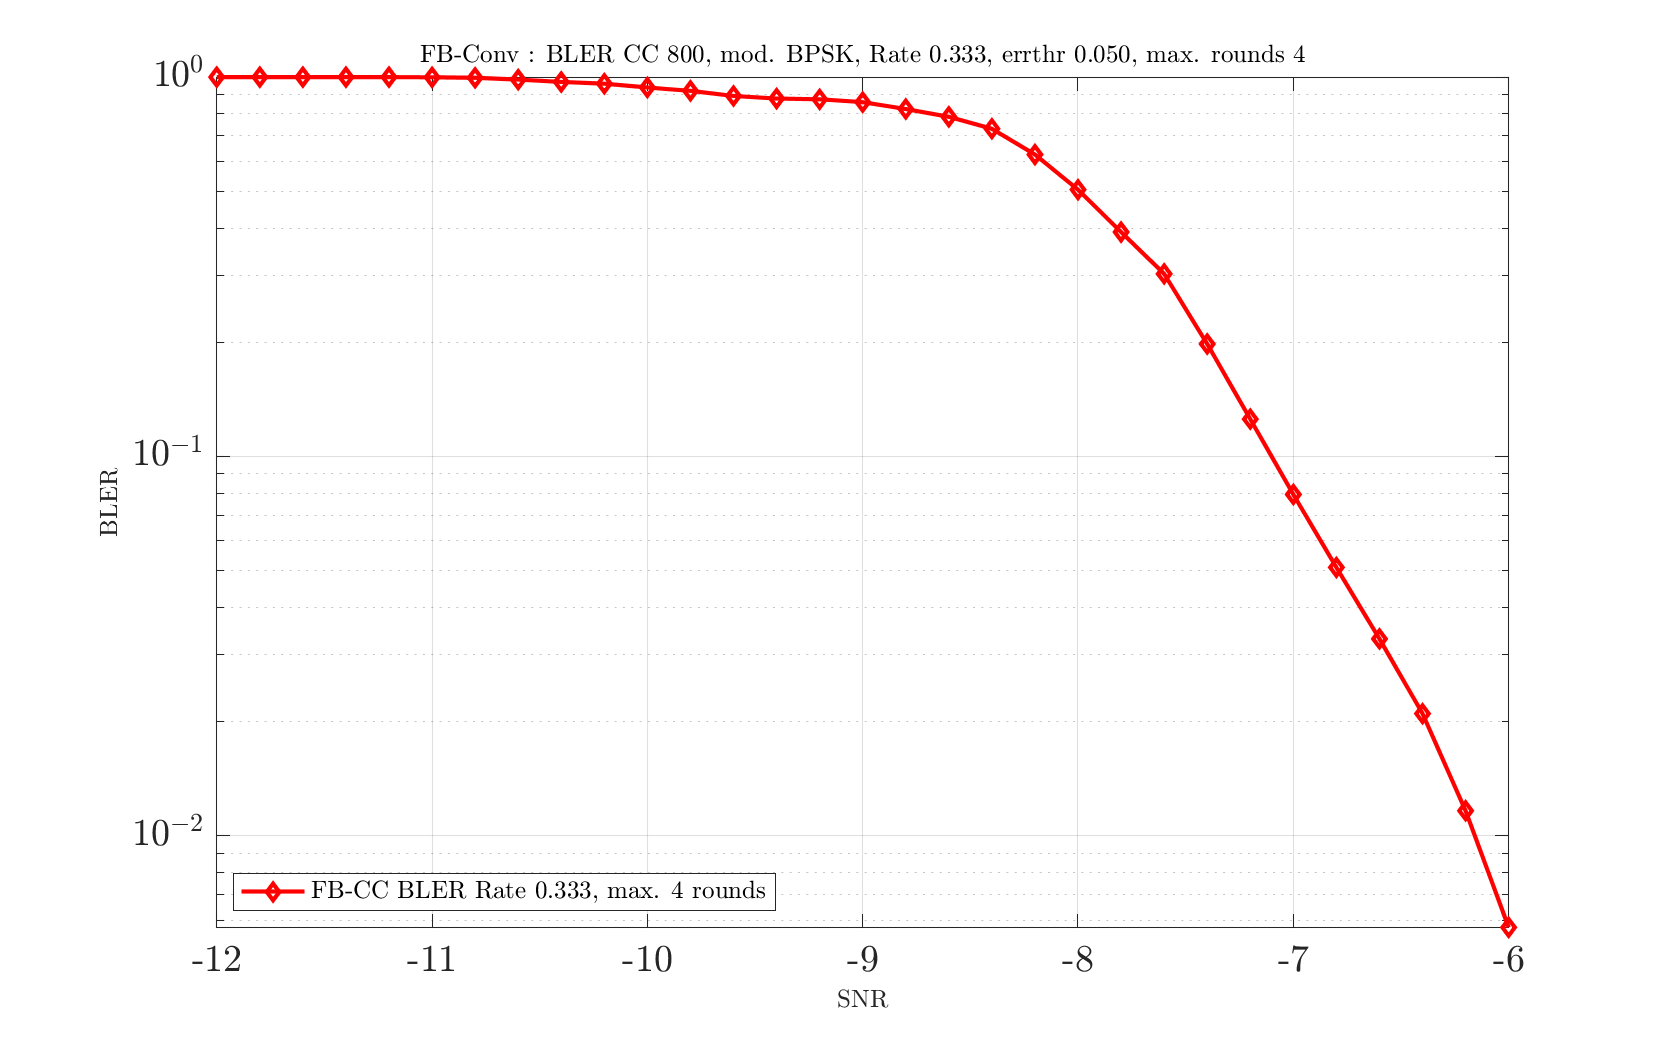 FB-Conv : BLER CC 800, mod. BPSK, Rate 0.333, errthr 0.050, max. rounds 4
10^0
10^-1
10^-2
BLER
FB-CC BLER Rate 0.333, max. 4 rounds
-12 -11 -10 -9 -8 -7 -6
SNR